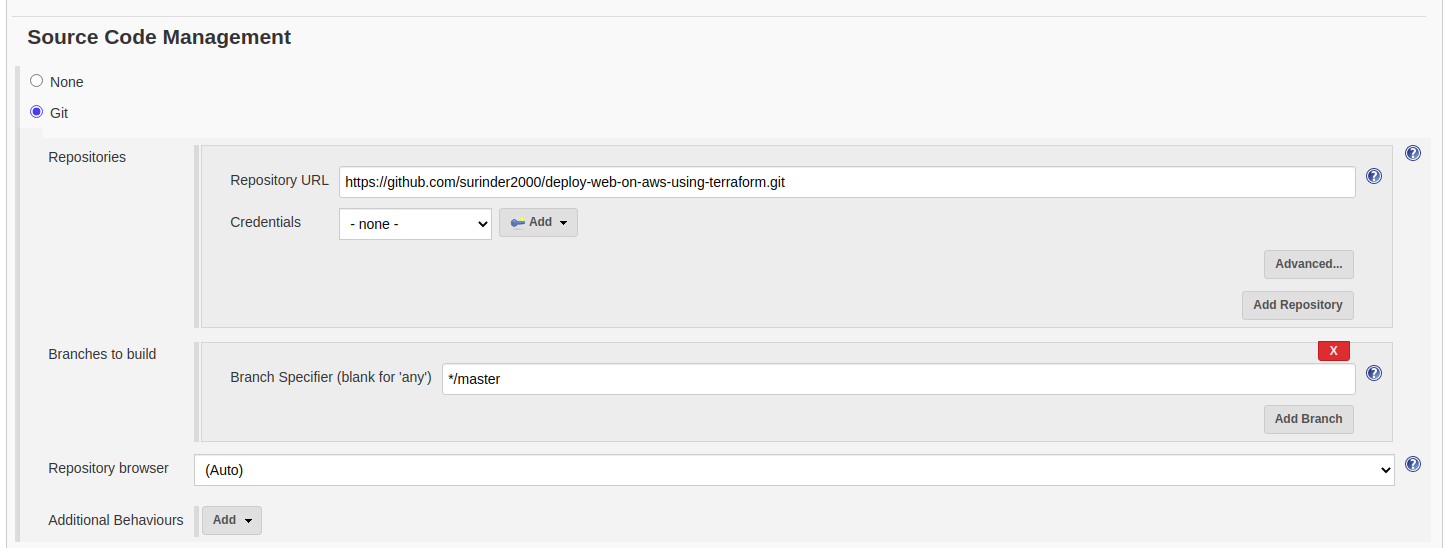 Source Code Management
None
Git
Repositories
Repository URL https://github.com/surinder2000/deploy-web-on-aws-using-terraform.git
Credentials - none - Add
Advanced...
Add Repository
Branches to build
X
Branch Specifier (blank for 'any') */master
Add Branch
Repository browser (Auto)
Additional Behaviours Add